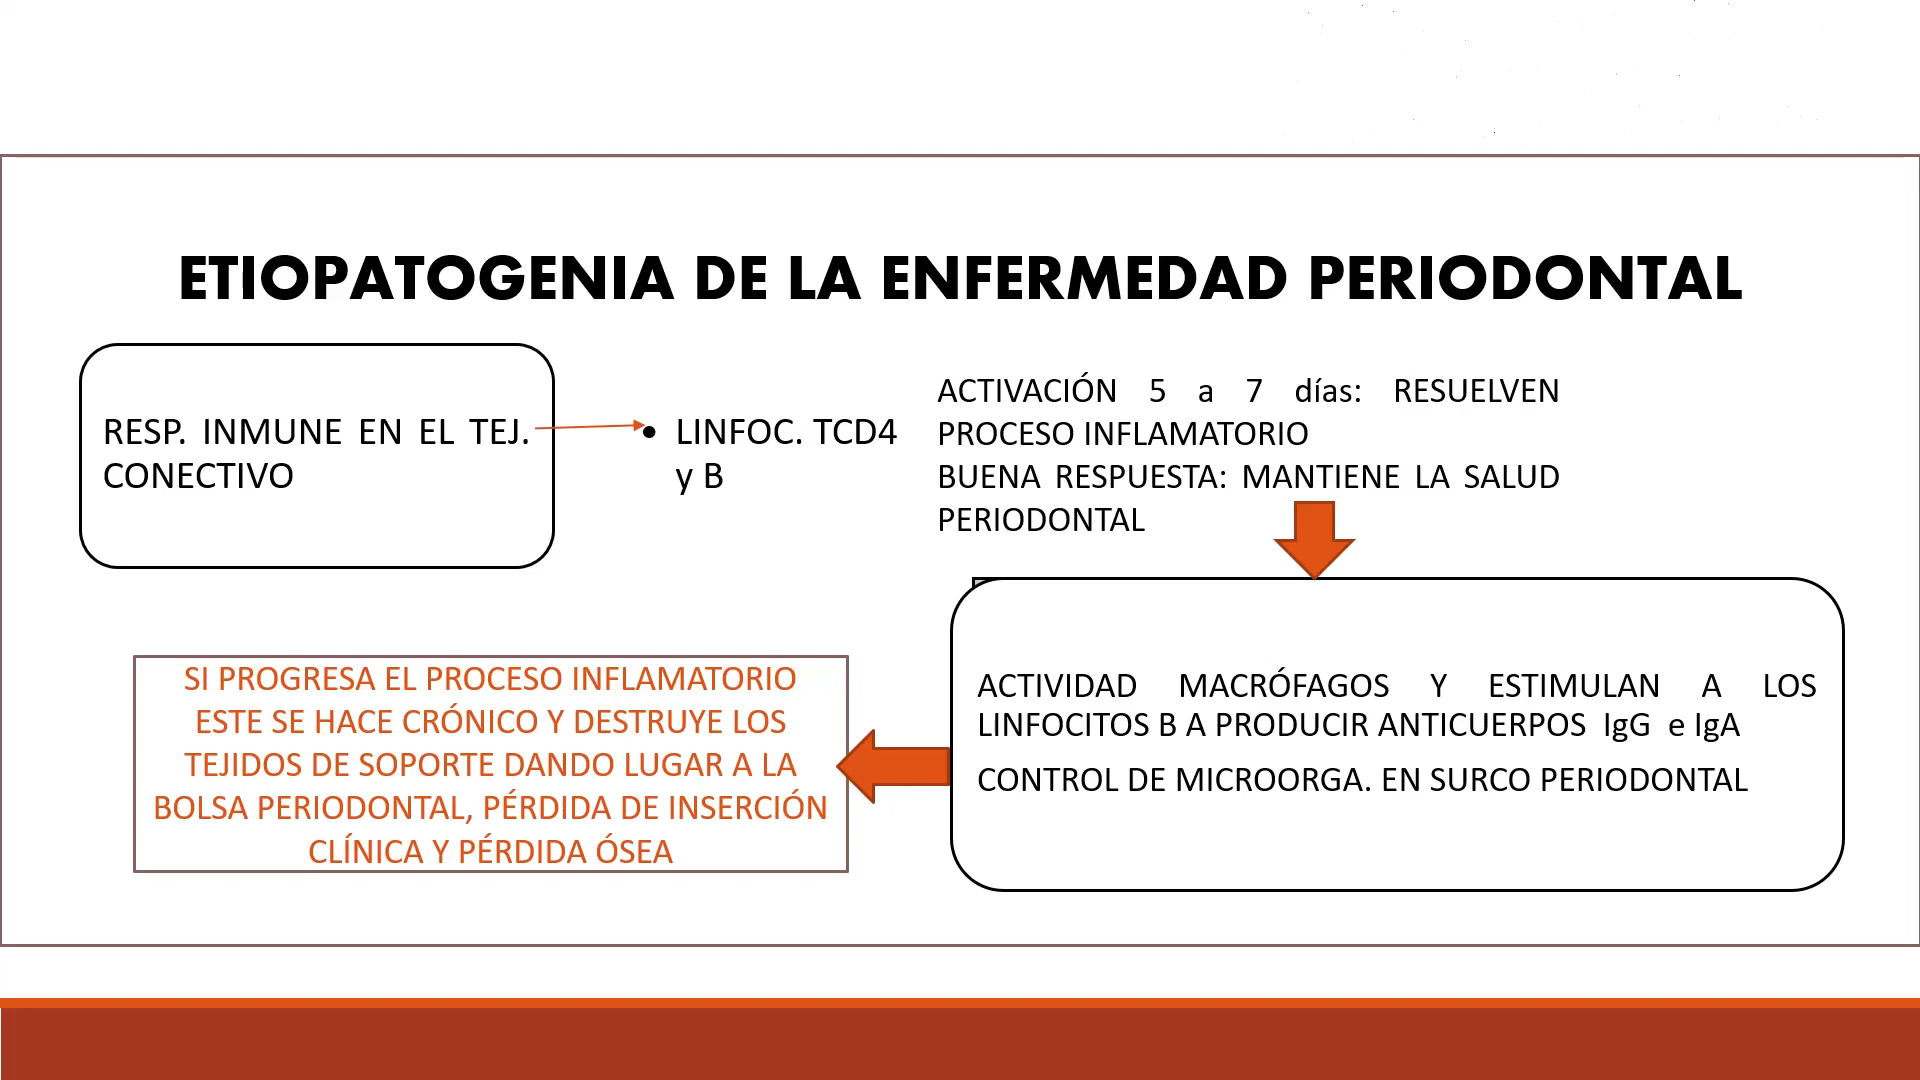 ETIOPATOGENIA DE LA ENFERMEDAD PERIODONTAL
RESP. INMUNE EN EL TEJ.
CONECTIVO
• LINFOC. TCD4
y B
ACTIVACIÓN 5 a 7 días: RESUELVEN
PROCESO INFLAMATORIO
BUENA RESPUESTA: MANTIENE LA SALUD
PERIODONTAL
ACTIVIDAD MACRÓFAGOS Y ESTIMULAN A LOS
LINFOCITOS B A PRODUCIR ANTICUERPOS IgG e IgA
CONTROL DE MICROORGA. EN SURCO PERIODONTAL
SI PROGRESA EL PROCESO INFLAMATORIO
ESTE SE HACE CRÓNICO Y DESTRUYE LOS
TEJIDOS DE SOPORTE DANDO LUGAR A LA
BOLSA PERIODONTAL, PÉRDIDA DE INSERCIÓN
CLÍNICA Y PÉRDIDA ÓSEA